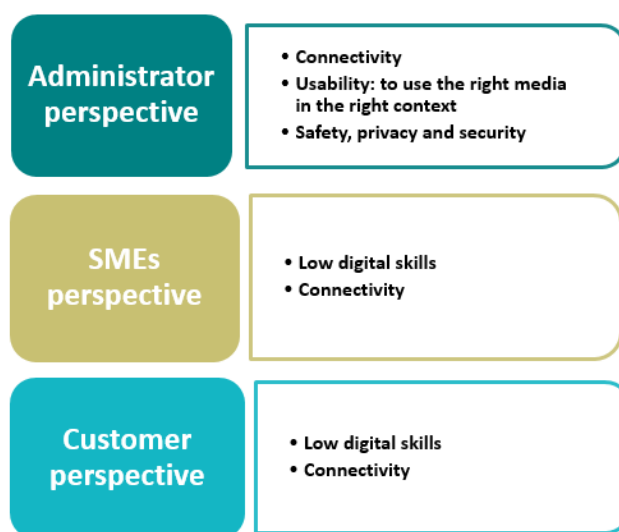 Administrator
perspective
• Connectivity
• Usability: to use the right media
in the right context
• Safety, privacy and security
SMEs
perspective
• Low digital skills
• Connectivity
Customer
perspective
• Low digital skills
• Connectivity